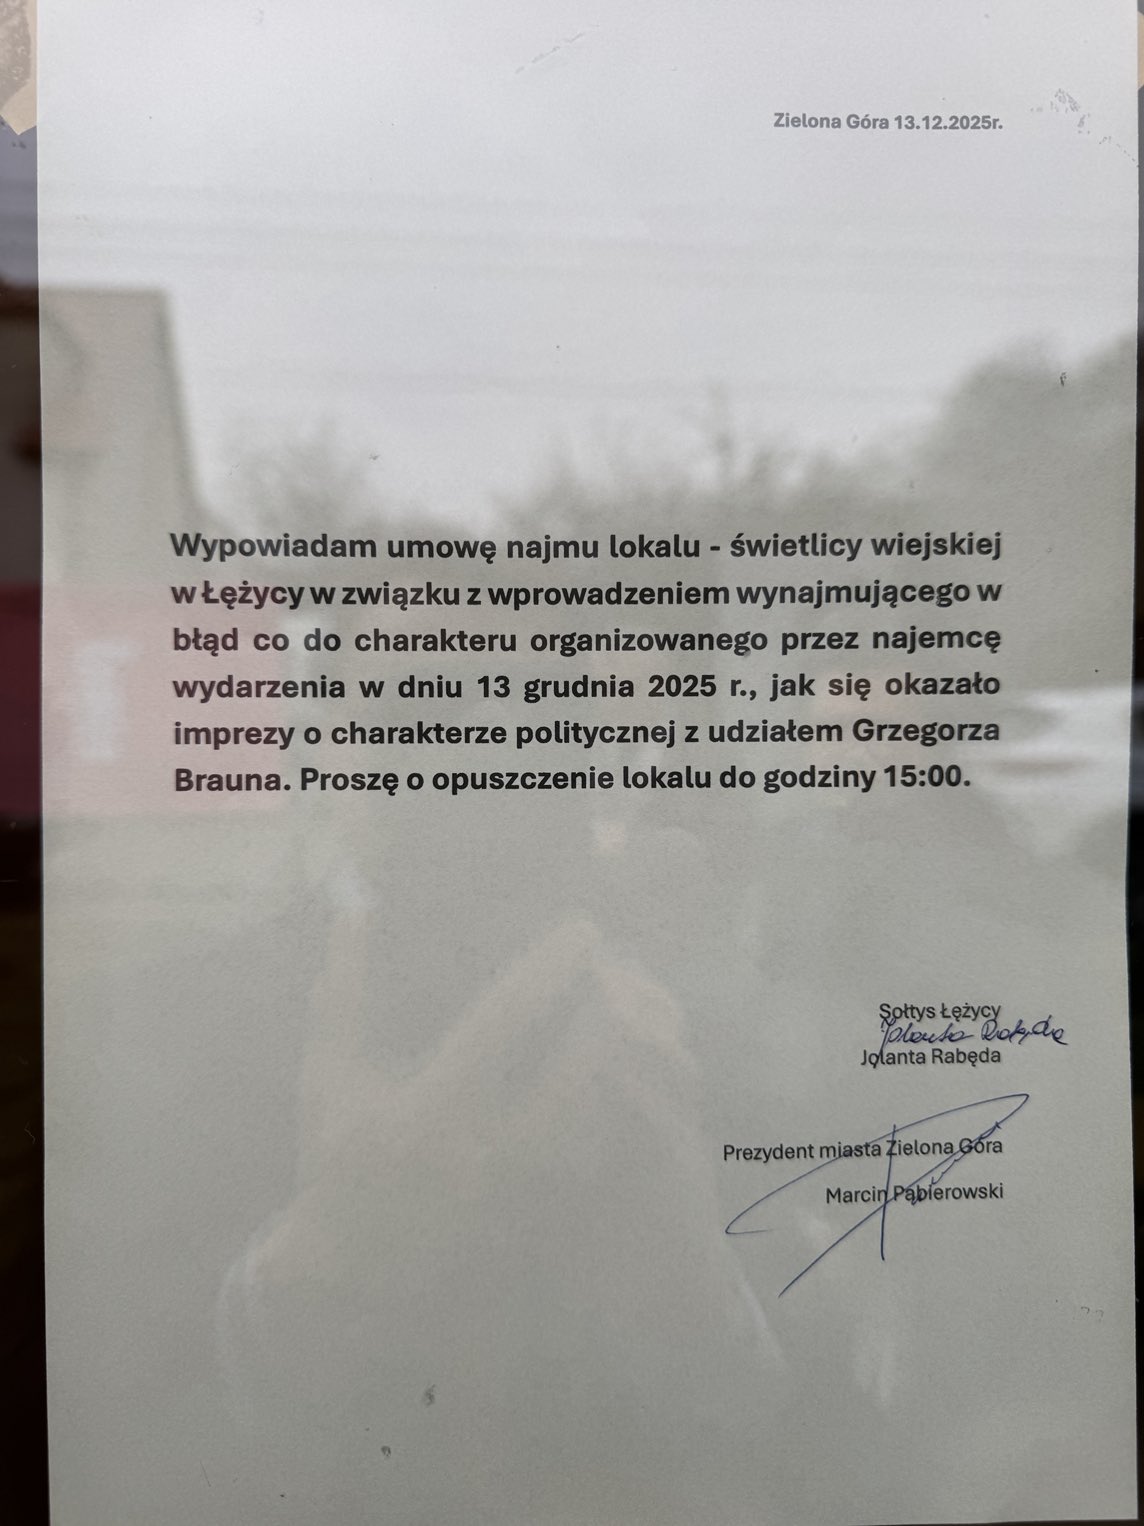 Zielona Góra 13.12.2025r.
Wypowiadam umowę najmu lokalu - świetlicy wiejskiej
w Łężycy w związku z wprowadzeniem wynajmującego w
błąd co do charakteru organizowanego przez najemcę
wydarzenia w dniu 13 grudnia 2025 r., jak się okazało
imprezy o charakterze politycznej z udziałem Grzegorza
Brauna. Proszę o opuszczenie lokalu do godziny 15:00.
Sołtys Łężycy
Jolanta Rabęda
Jolanta Rabęda
Prezydent miasta Zielona Góra
Marcin Pabierowski